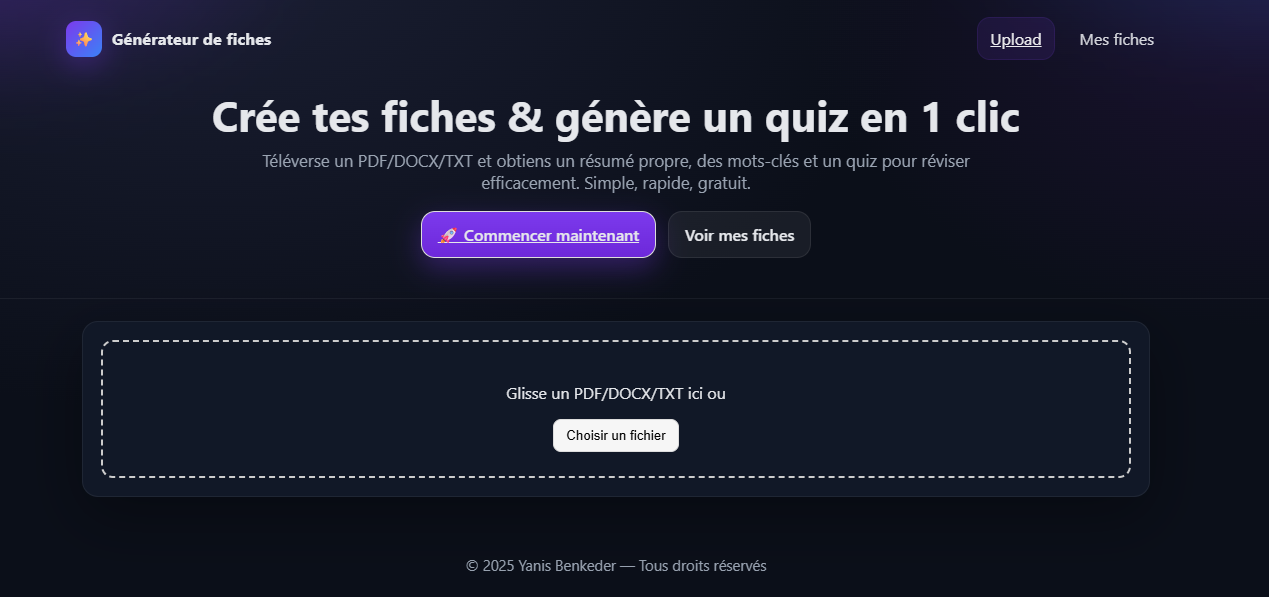 Générateur de fiches
Upload
Mes fiches
Crée tes fiches & génère un quiz en 1 clic
Téléverse un PDF/DOCX/TXT et obtiens un résumé propre, des mots-clés et un quiz pour réviser
efficacement. Simple, rapide, gratuit.
🚀 Commencer maintenant
Voir mes fiches
Glisse un PDF/DOCX/TXT ici ou
Choisir un fichier
© 2025 Yanis Benkeder — Tous droits réservés